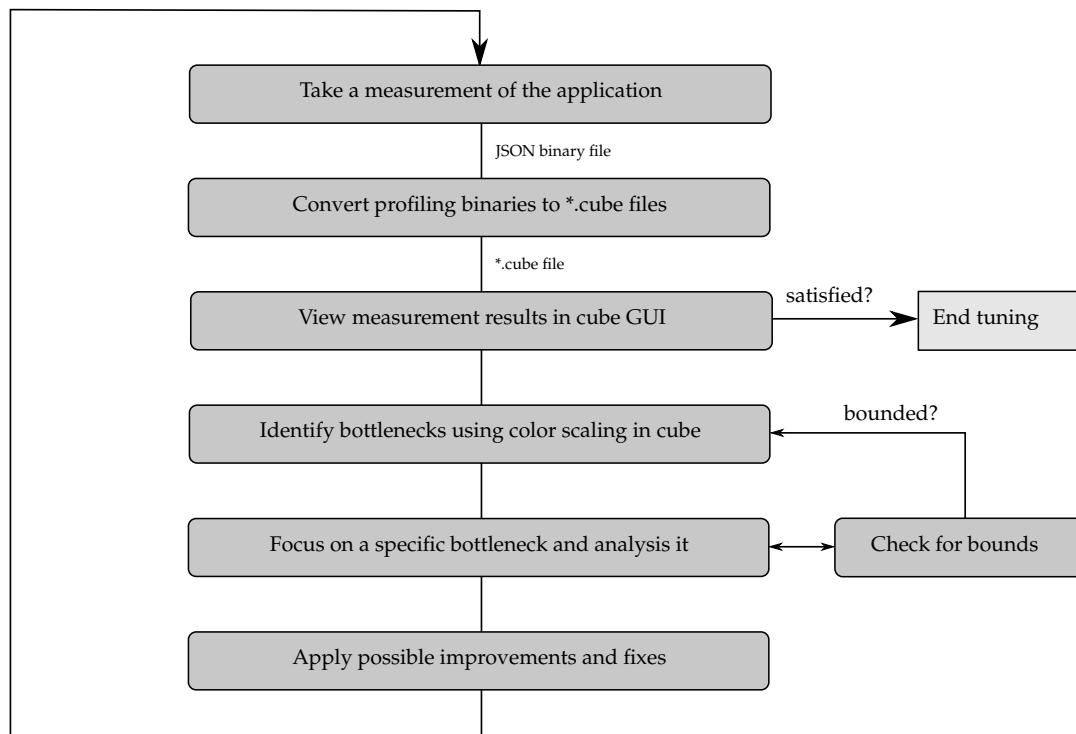 Take a measurement of the application
JSON binary file
Convert profiling binaries to *.cube files
*.cube file
View measurement results in cube GUI
satisfied?
End tuning
Identify bottlenecks using color scaling in cube
bounded?
Focus on a specific bottleneck and analysis it
Check for bounds
Apply possible improvements and fixes